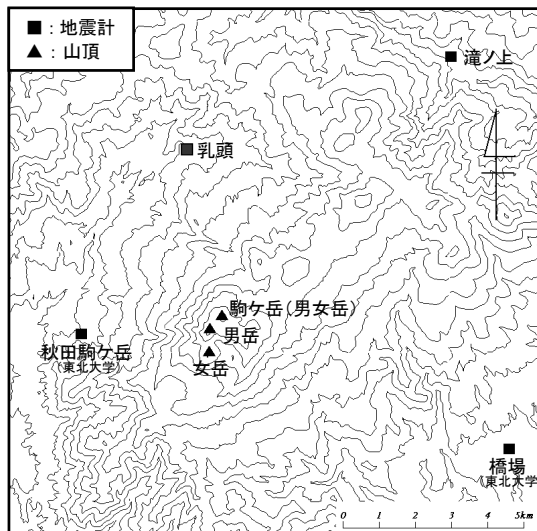 ■：地震計
▲：山頂
滝ノ上
乳頭
駒ケ岳（男女岳）
男岳
女岳
秋田駒ケ岳
（東北大学）
橋場
（東北大学）
0 1 2 3 4 5km